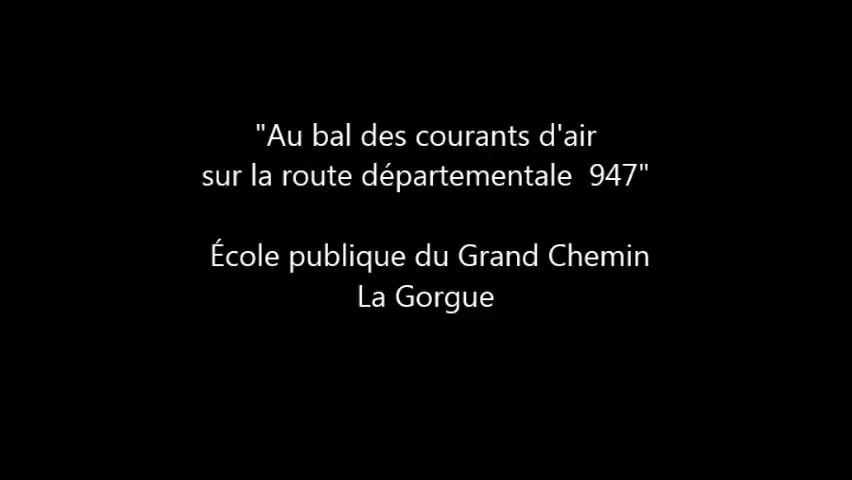 "Au bal des courants d'air
sur la route départementale  947"
École publique du Grand Chemin
La Gorgue